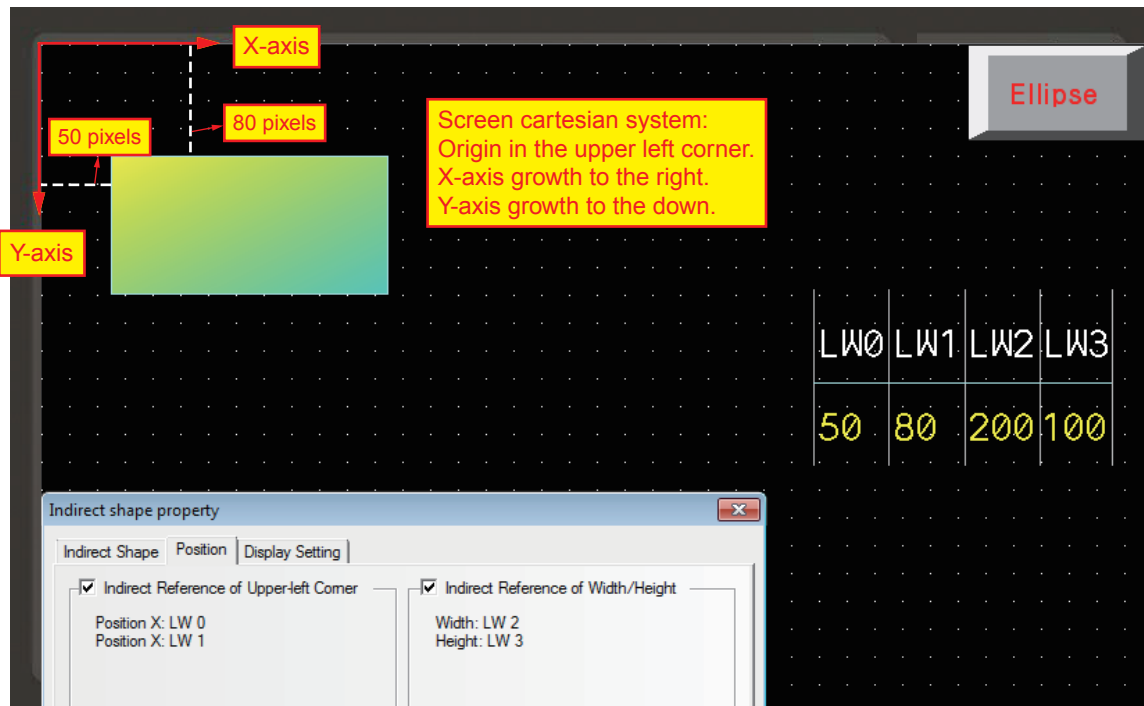 X-axis
Ellipse
50 pixels
80 pixels
Screen cartesian system:
Origin in the upper left corner.
X-axis growth to the right.
Y-axis growth to the down.
Y-axis
LW0 LW1 LW2 LW3
50 80 200 100
Indirect shape property
Indirect Shape Position Display Setting
Indirect Reference of Upper-left Corner
Position X: LW 0
Position X: LW 1
Indirect Reference of Width/Height
Width: LW 2
Height: LW 3